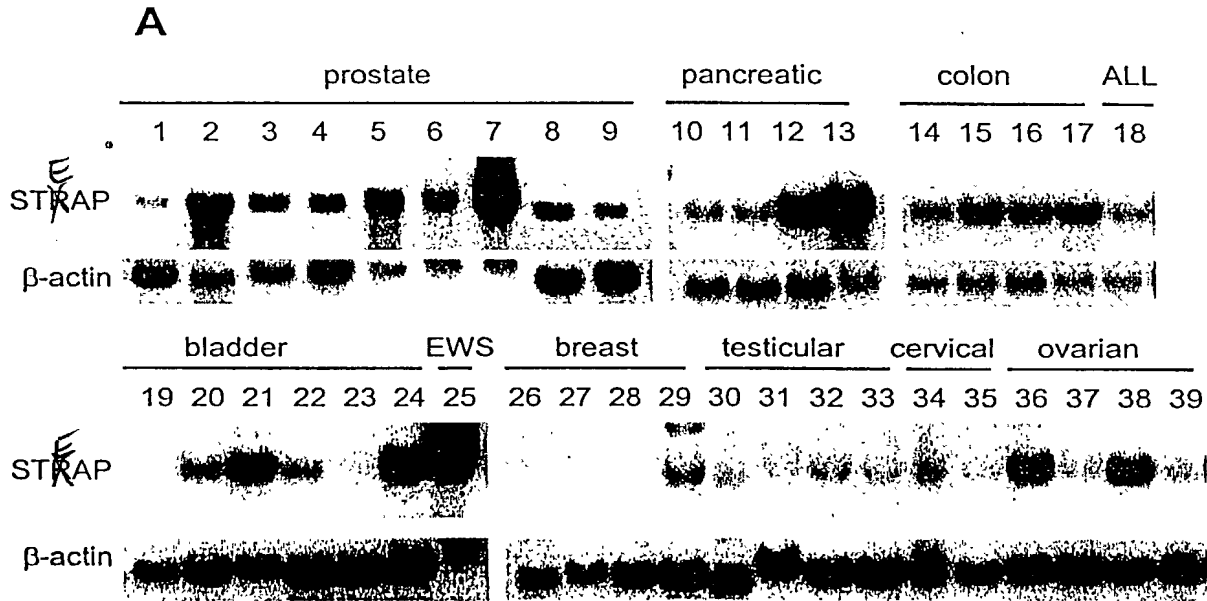 A
prostate pancreatic colon ALL
1 2 3 4 5 6 7 8 9 10 11 12 13 14 15 16 17 18
E
STRAP
β-actin
bladder EWS breast testicular cervical ovarian
19 20 21 22 23 24 25 26 27 28 29 30 31 32 33 34 35 36 37 38 39
E
STRAP
β-actin